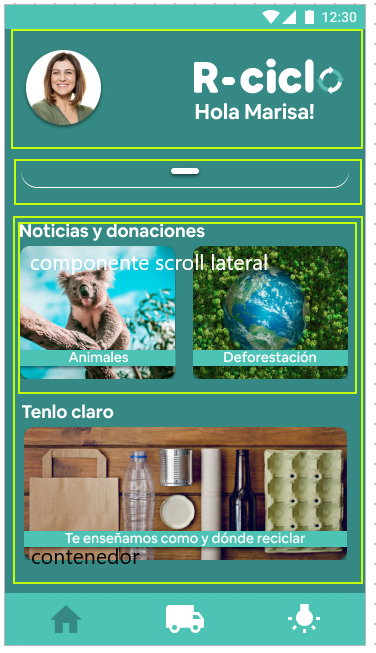 12:30
R-ciclo
Hola Marisa!
Noticias y donaciones
componente scroll lateral
Animales
Deforestación
Tenlo claro
Te enseñamos como y dónde reciclar
contenedor